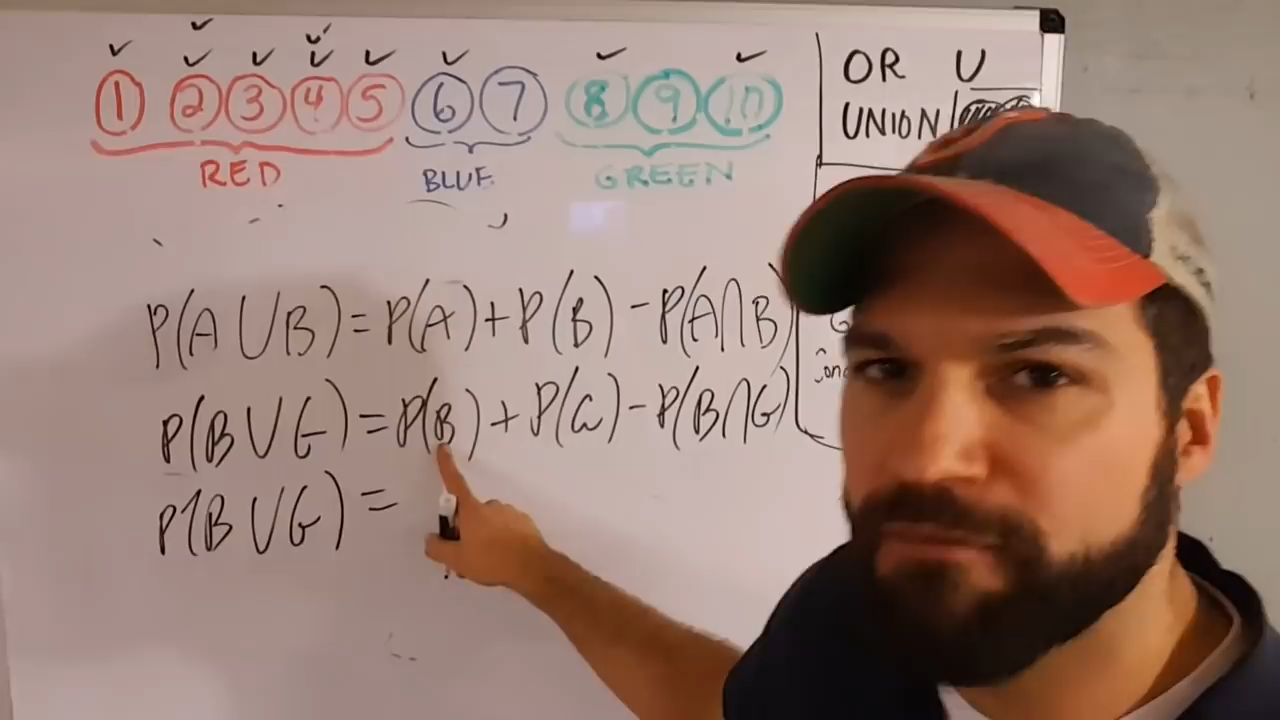 1 2 3 4 5 6 7 8 9 10
RED BLUE GREEN
OR U
UNION
P(A ∪ B) = P(A) + P(B) - P(A ∩ B)
P(B ∪ G) = P(B) + P(G) - P(B ∩ G)
P(B ∪ G) =